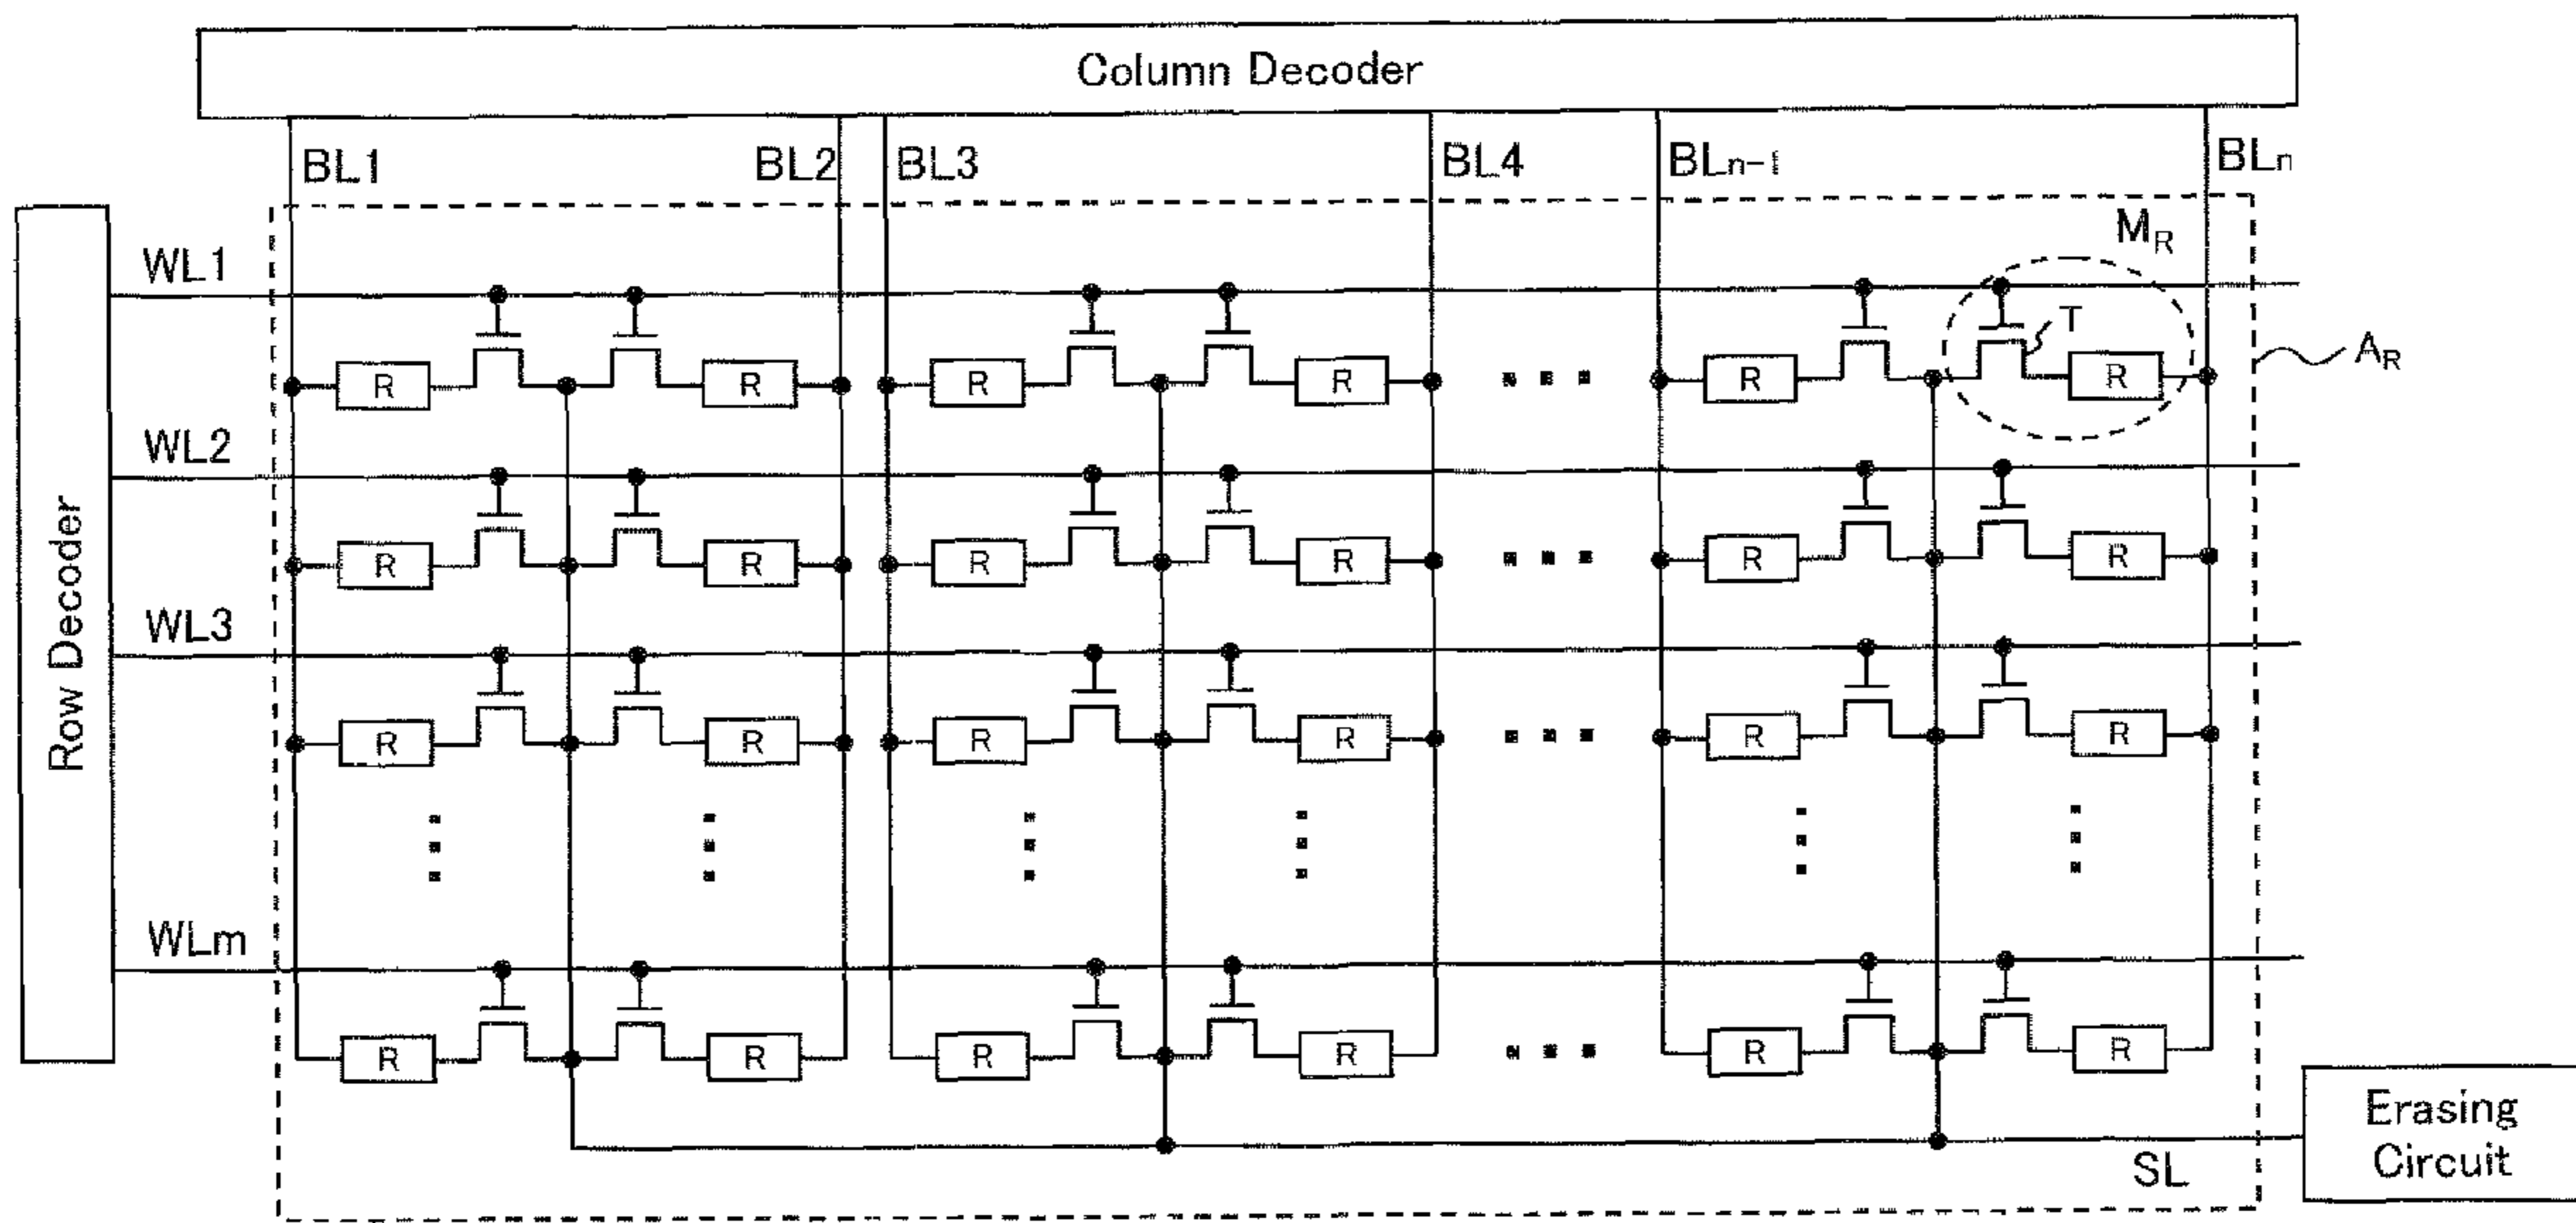 Column Decoder
BL1 BL2 BL3 BL4 BLn-1 BLn
MR
WL1
T
AR
R R R R R R
WL2
R R R R R R
Row Decoder
WL3
R R R R R R
WLm
R R R R R R
Erasing
Circuit
SL